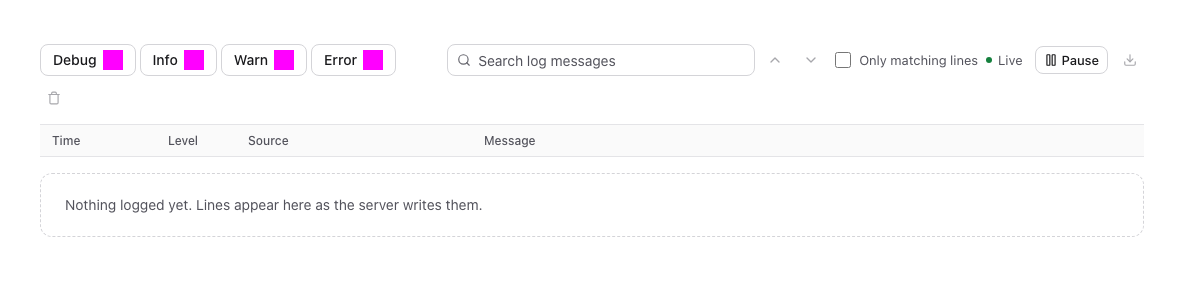 Debug Info Warn Error Search log messages Only matching lines Live Pause
Time Level Source Message
Nothing logged yet. Lines appear here as the server writes them.